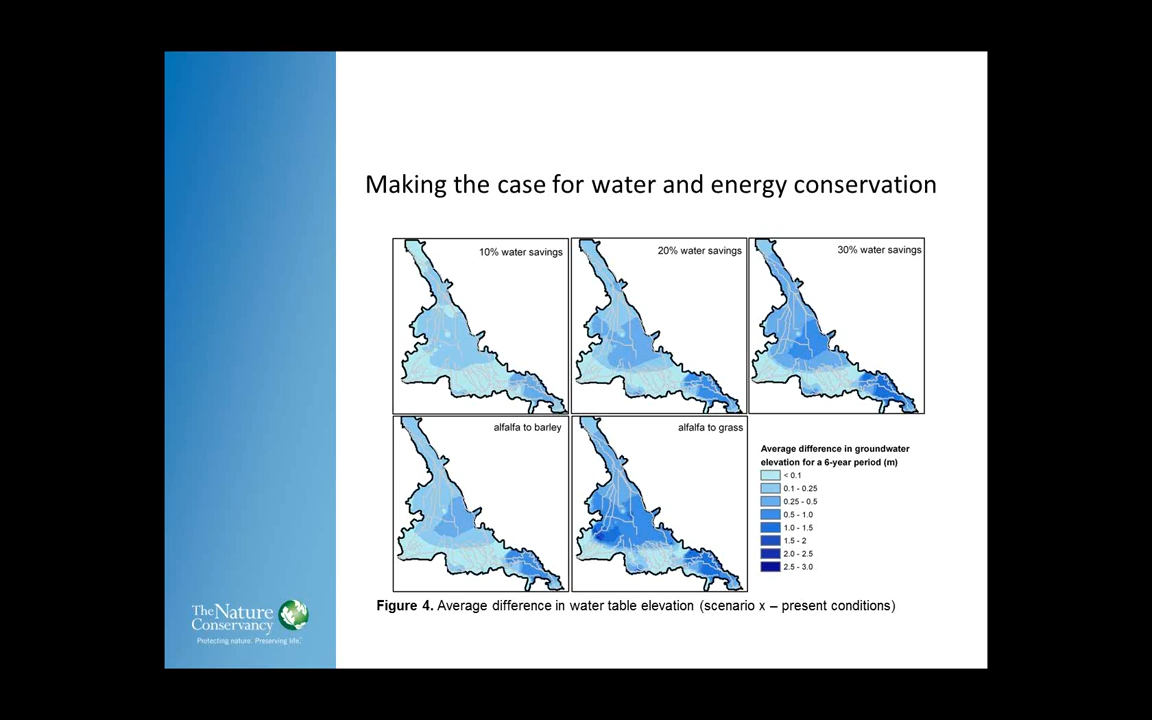 Making the case for water and energy conservation
10% water savings
20% water savings
30% water savings
alfalfa to barley
alfalfa to grass
Average difference in groundwater
elevation for a 6-year period (m)
< 0.1
0.1 - 0.25
0.25 - 0.5
0.5 - 1.0
1.0 - 1.5
1.5 - 2
2.0 - 2.5
2.5 - 3.0
Figure 4. Average difference in water table elevation (scenario x – present conditions)
The Nature
Conservancy
Protecting nature. Preserving life.™